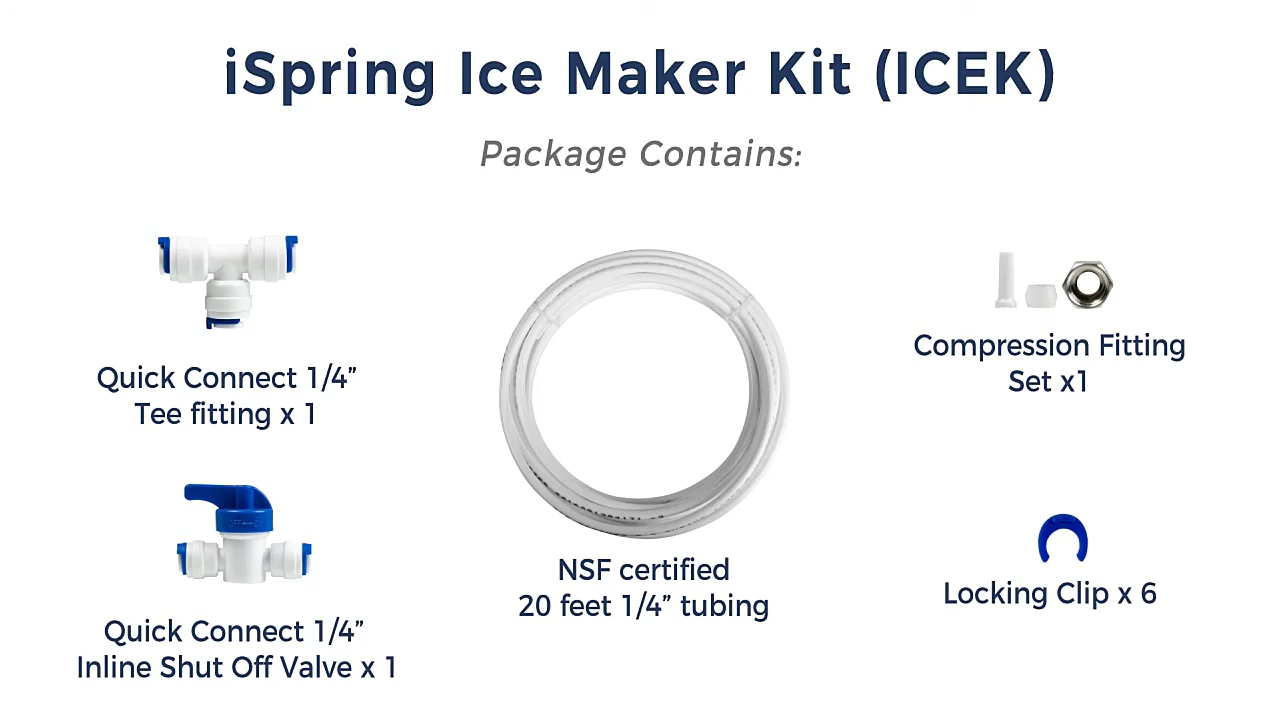 iSpring Ice Maker Kit (ICEK)
Package Contains:
Quick Connect 1/4”
Tee fitting x 1
Quick Connect 1/4”
Inline Shut Off Valve x 1
NSF certified
20 feet 1/4” tubing
Compression Fitting
Set x1
Locking Clip x 6